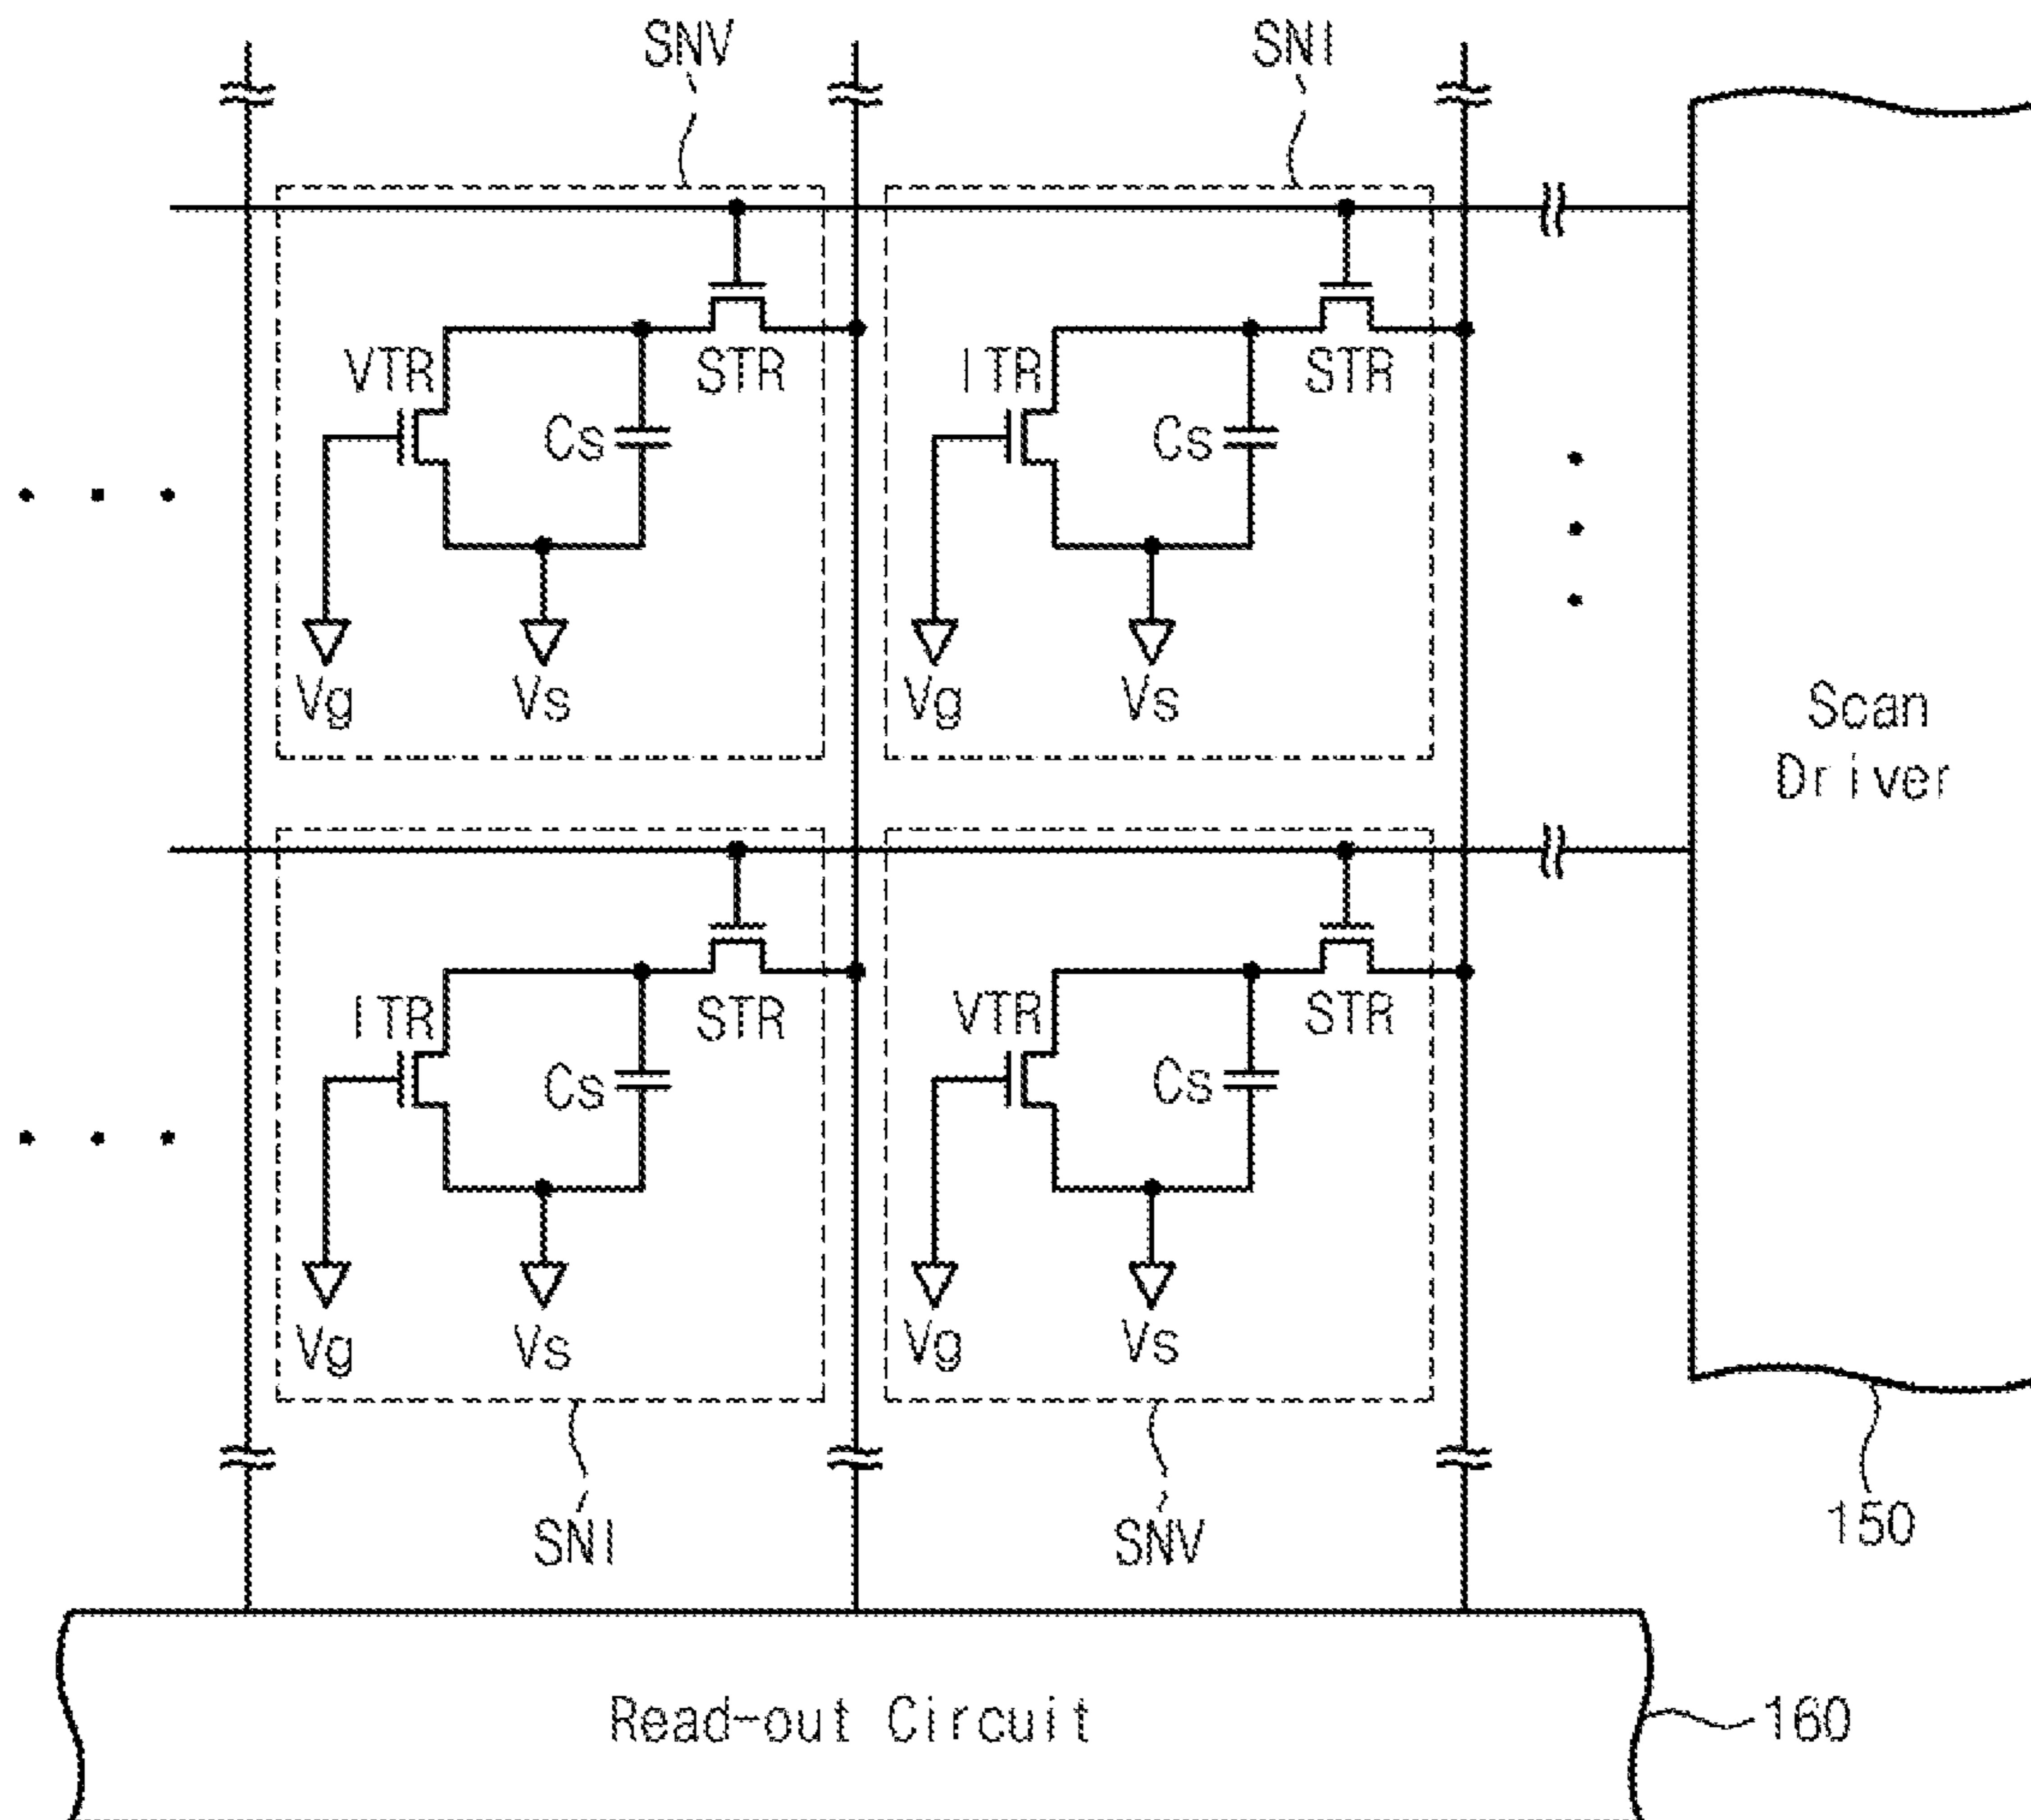 SNV
SNI
VTR
STR
Cs
Vg
Vs
ITR
STR
Cs
Vg
Vs
Scan
Driver
ITR
STR
Cs
Vg
Vs
VTR
STR
Cs
Vg
Vs
SNI
SNV
150
Read-out Circuit
160